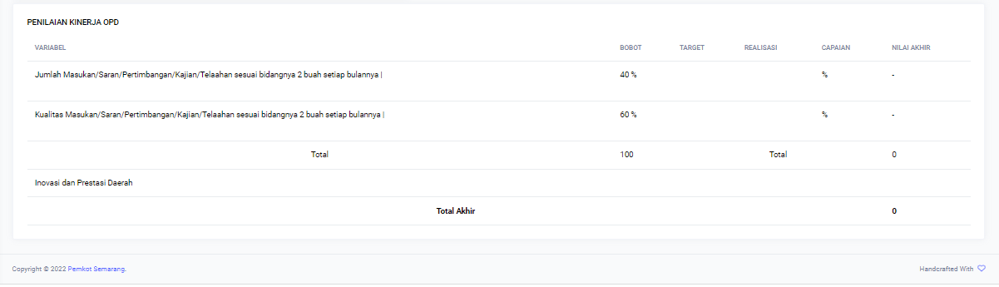 PENILAIAN KINERJA OPD
VARIABEL BOBOT TARGET REALISASI CAPAIAN NILAI AKHIR
Jumlah Masukan/Saran/Pertimbangan/Kajian/Telaahan sesuai bidangnya 2 buah setiap bulannya | 40 % % -
Kualitas Masukan/Saran/Pertimbangan/Kajian/Telaahan sesuai bidangnya 2 buah setiap bulannya | 60 % % -
Total 100 Total 0
Inovasi dan Prestasi Daerah
Total Akhir 0
Copyright © 2022 Pemkot Semarang. Handcrafted With